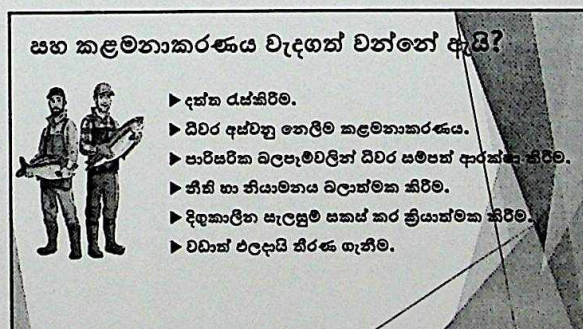 සහ කළමනාකරණය වැදගත් වන්නේ ඇයි?
▶ දත්ත රැස්කිරීම.
▶ ධීවර අස්වනු නෙලීම කළමනාකරණය.
▶ පාරිසරික බලපෑම්වලින් ධීවර සම්පත් ආරක්ෂා කිරීම.
▶ නීති හා නියාමනය බලාත්මක කිරීම.
▶ දිගුකාලීන සැලසුම් සකස් කර ක්‍රියාත්මක කිරීම.
▶ වඩාත් ඵලදායි තීරණ ගැනීම.